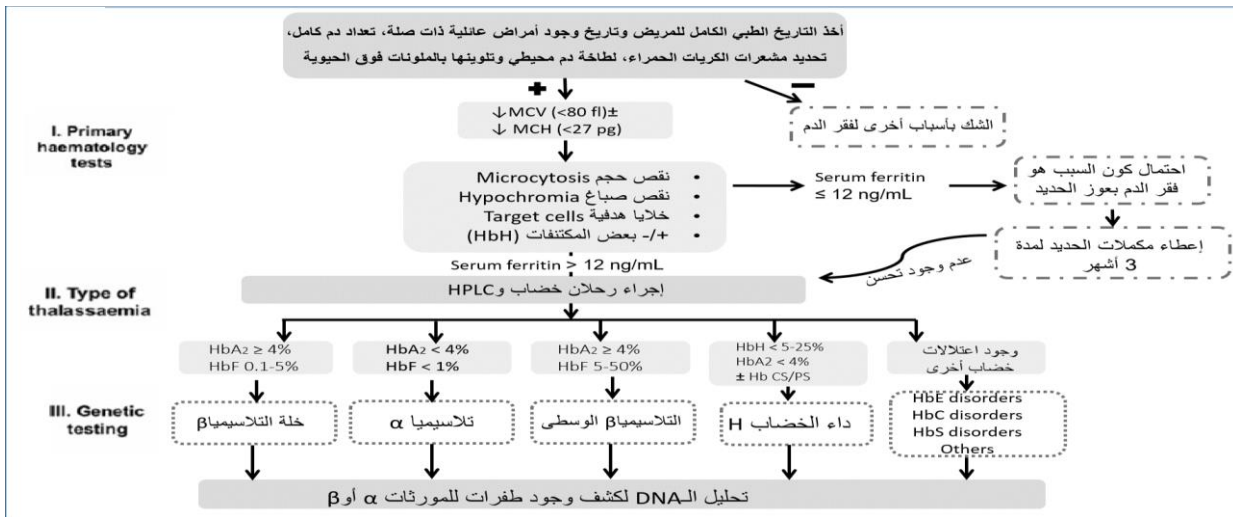 أخذ التاريخ الطبي الكامل للمريض وتاريخ وجود أمراض عائلية ذات صلة، تعداد دم كامل،
تحديد مشعرات الكريات الحمراء، لطاخة دم محيطي وتلوينها بالملونات فوق الحيوية
+
−
I. Primary
haematology
tests
↓MCV (<80 fl)±
↓ MCH (<27 pg)
الشك بأسباب أخرى لفقر الدم
• نقص حجم Microcytosis
• نقص صباغ Hypochromia
• خلايا هدفية Target cells
• +/- بعض المكتنفات (HbH)
Serum ferritin
≤ 12 ng/mL
احتمال كون السبب هو
فقر الدم بعوز الحديد
إعطاء مكملات الحديد لمدة
3 أشهر
عدم وجود تحسن
Serum ferritin > 12 ng/mL
II. Type of
thalassaemia
إجراء رحلان خضاب وHPLC
HbA₂ ≥ 4%
HbF 0.1-5%
HbA₂ < 4%
HbF < 1%
HbA₂ ≥ 4%
HbF 5-50%
HbH < 5-25%
HbA2 < 4%
± Hb CS/PS
وجود اعتلالات
خضاب أخرى
III. Genetic
testing
خلة التلاسيمياβ
تلاسيميا α
التلاسيمياβ الوسطى
داء الخضاب H
HbE disorders
HbC disorders
HbS disorders
Others
تحليل الـDNA لكشف وجود طفرات للمورثات α أوβ